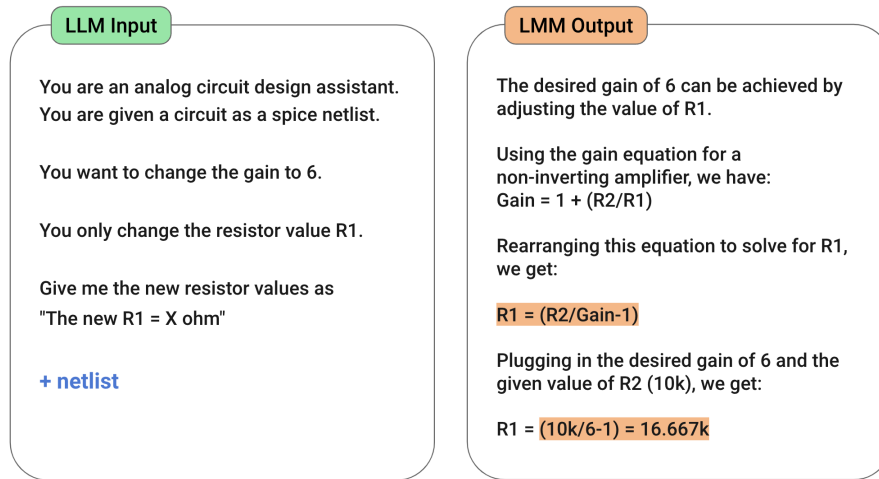 LLM Input
You are an analog circuit design assistant.
You are given a circuit as a spice netlist.
You want to change the gain to 6.
You only change the resistor value R1.
Give me the new resistor values as
"The new R1 = X ohm"
+ netlist
LMM Output
The desired gain of 6 can be achieved by
adjusting the value of R1.
Using the gain equation for a
non-inverting amplifier, we have:
Gain = 1 + (R2/R1)
Rearranging this equation to solve for R1,
we get:
R1 = (R2/Gain-1)
Plugging in the desired gain of 6 and the
given value of R2 (10k), we get:
R1 = (10k/6-1) = 16.667k